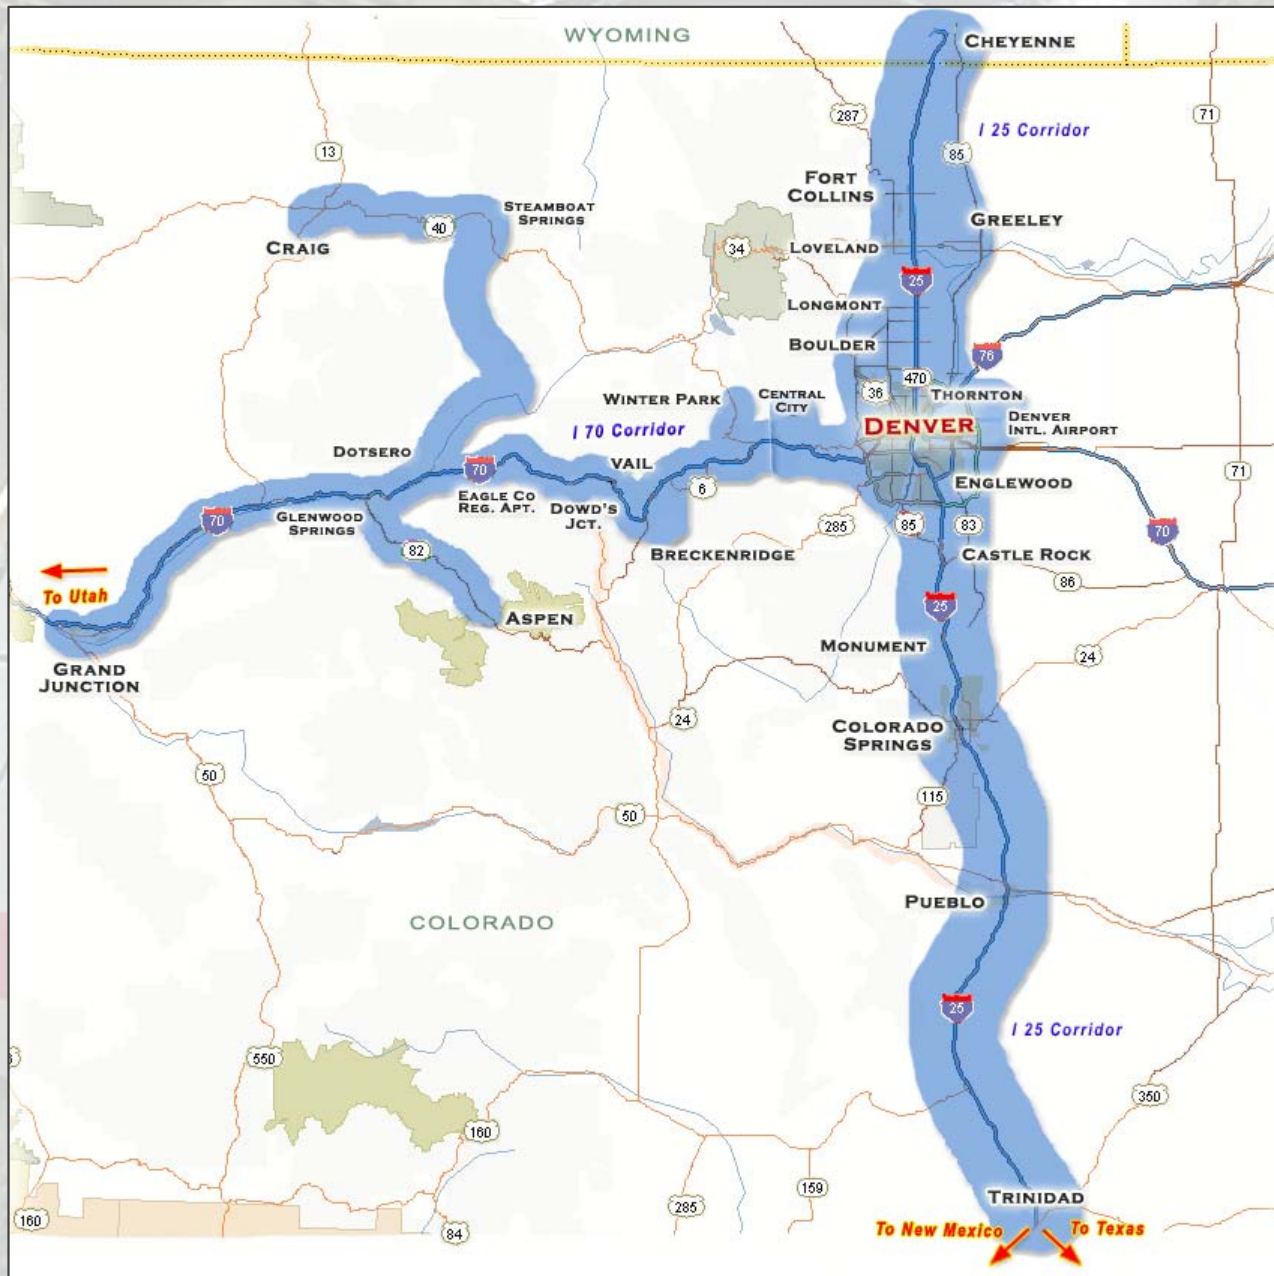 WYOMING
CHEYENNE
287
71
I 25 Corridor
13
85
FORT
COLLINS
STEAMBOAT
SPRINGS
40
GREELEY
CRAIG
34
LOVELAND
25
LONGMONT
BOULDER
76
470
36
THORNTON
WINTER PARK
CENTRAL
CITY
DENVER
DENVER
INTL. AIRPORT
I 70 Corridor
DOTSERO
VAIL
70
71
6
ENGLEWOOD
EAGLE CO
REG. APT.
DOWD'S
JCT.
GLENWOOD
SPRINGS
70
285
85
83
70
82
BRECKENRIDGE
CASTLE ROCK
86
To Utah
25
ASPEN
MONUMENT
24
GRAND
JUNCTION
24
COLORADO
SPRINGS
50
115
50
PUEBLO
COLORADO
25
I 25 Corridor
550
350
160
159
TRINIDAD
285
160
84
To New Mexico
To Texas